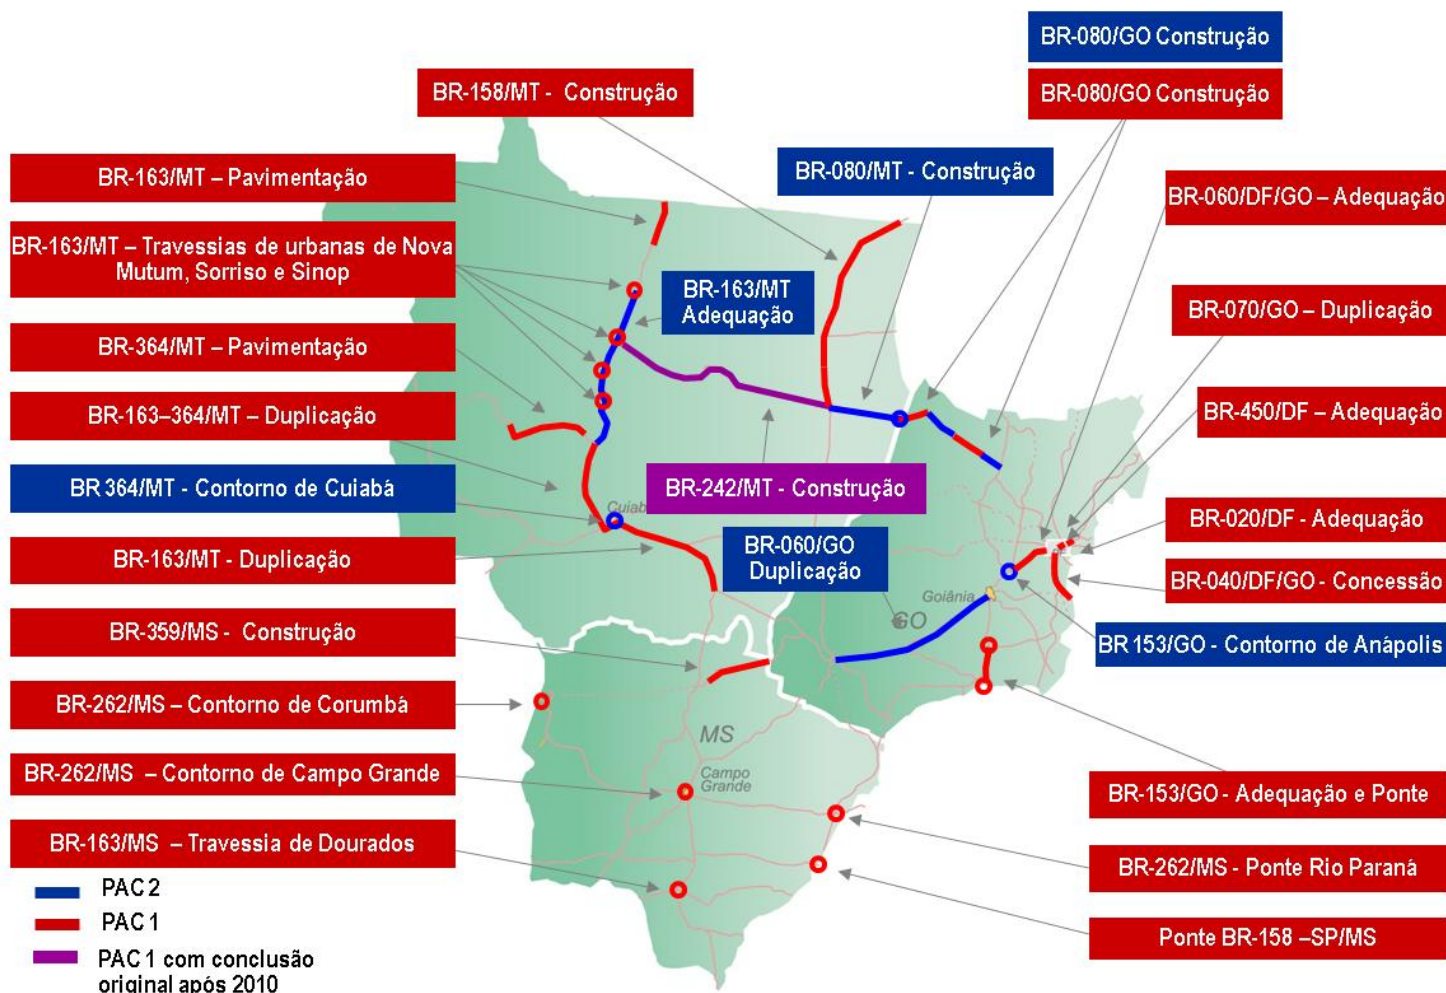 BR-080/GO Construção
BR-080/GO Construção
BR-158/MT - Construção
BR-080/MT - Construção
BR-163/MT – Pavimentação
BR-060/DF/GO – Adequação
BR-163/MT – Travessias de urbanas de Nova
Mutum, Sorriso e Sinop
BR-163/MT
Adequação
BR-070/GO – Duplicação
BR-364/MT – Pavimentação
BR-163–364/MT – Duplicação
BR-450/DF – Adequação
BR 364/MT - Contorno de Cuiabá
BR-242/MT - Construção
Cuiab
BR-020/DF - Adequação
BR-163/MT - Duplicação
BR-060/GO
Duplicação
BR-040/DF/GO - Concessão
Goiânia
GO
BR-359/MS - Construção
BR 153/GO - Contorno de Anápolis
BR-262/MS – Contorno de Corumbá
MS
BR-262/MS – Contorno de Campo Grande
Campo
Grande
BR-153/GO - Adequação e Ponte
BR-163/MS – Travessia de Dourados
BR-262/MS - Ponte Rio Paraná
Ponte BR-158 –SP/MS
PAC 2
PAC 1
PAC 1 com conclusão
original após 2010